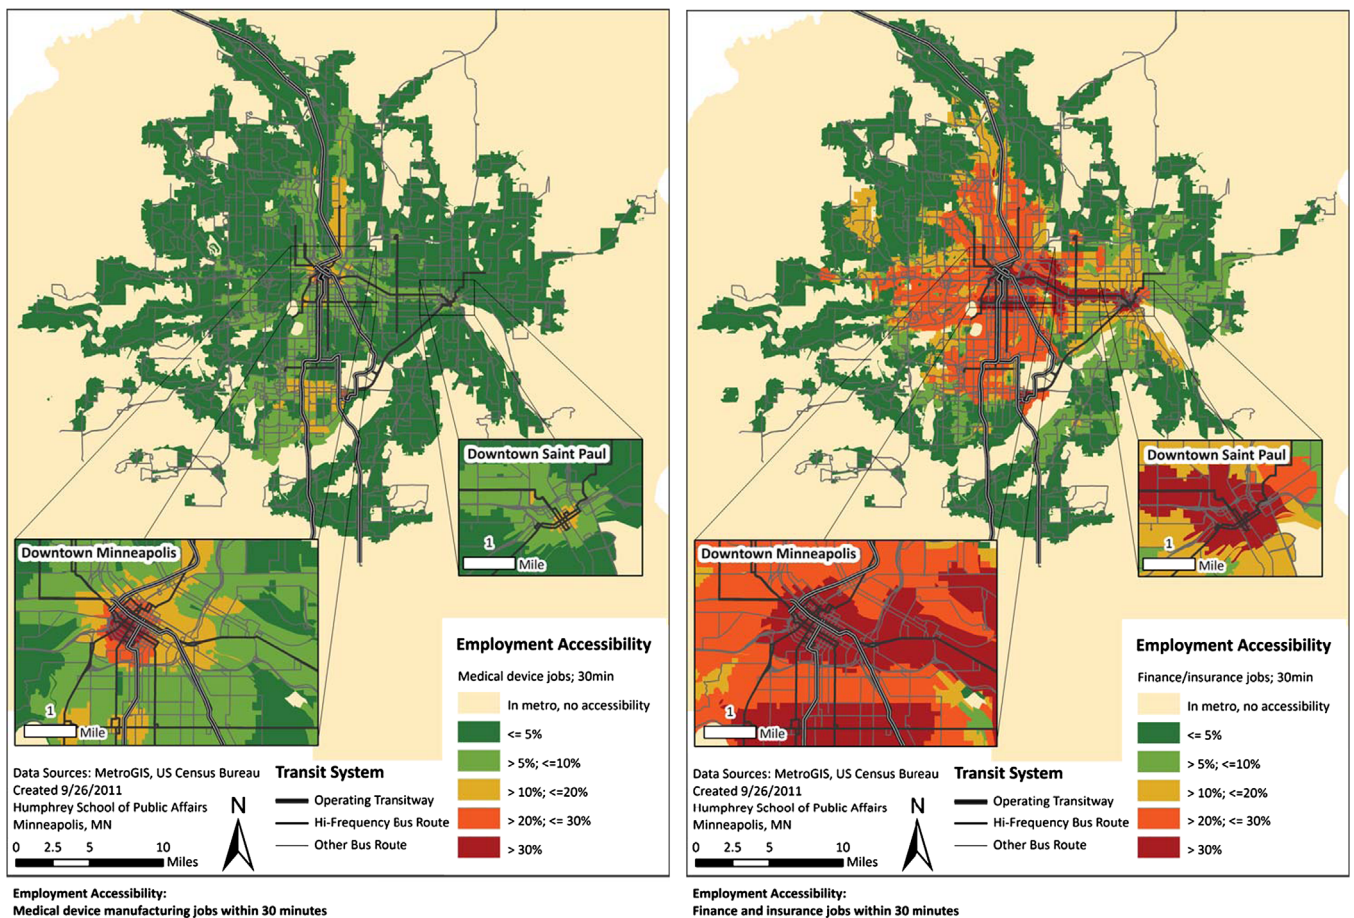 Downtown Saint Paul
1
Mile
Downtown Minneapolis
1
Mile
Employment Accessibility
Medical device jobs; 30min
In metro, no accessibility
<= 5%
> 5%; <=10%
> 10%; <=20%
> 20%; <= 30%
> 30%
Data Sources: MetroGIS, US Census Bureau
Created 9/26/2011
Humphrey School of Public Affairs
Minneapolis, MN
Transit System
Operating Transitway
Hi-Frequency Bus Route
Other Bus Route
N
0 2.5 5 10
Miles
Employment Accessibility:
Medical device manufacturing jobs within 30 minutes
Downtown Saint Paul
1
Mile
Downtown Minneapolis
1
Mile
Employment Accessibility
Finance/insurance jobs; 30min
In metro, no accessibility
<= 5%
> 5%; <=10%
> 10%; <=20%
> 20%; <= 30%
> 30%
Data Sources: MetroGIS, US Census Bureau
Created 9/26/2011
Humphrey School of Public Affairs
Minneapolis, MN
Transit System
Operating Transitway
Hi-Frequency Bus Route
Other Bus Route
N
0 2.5 5 10
Miles
Employment Accessibility:
Finance and insurance jobs within 30 minutes